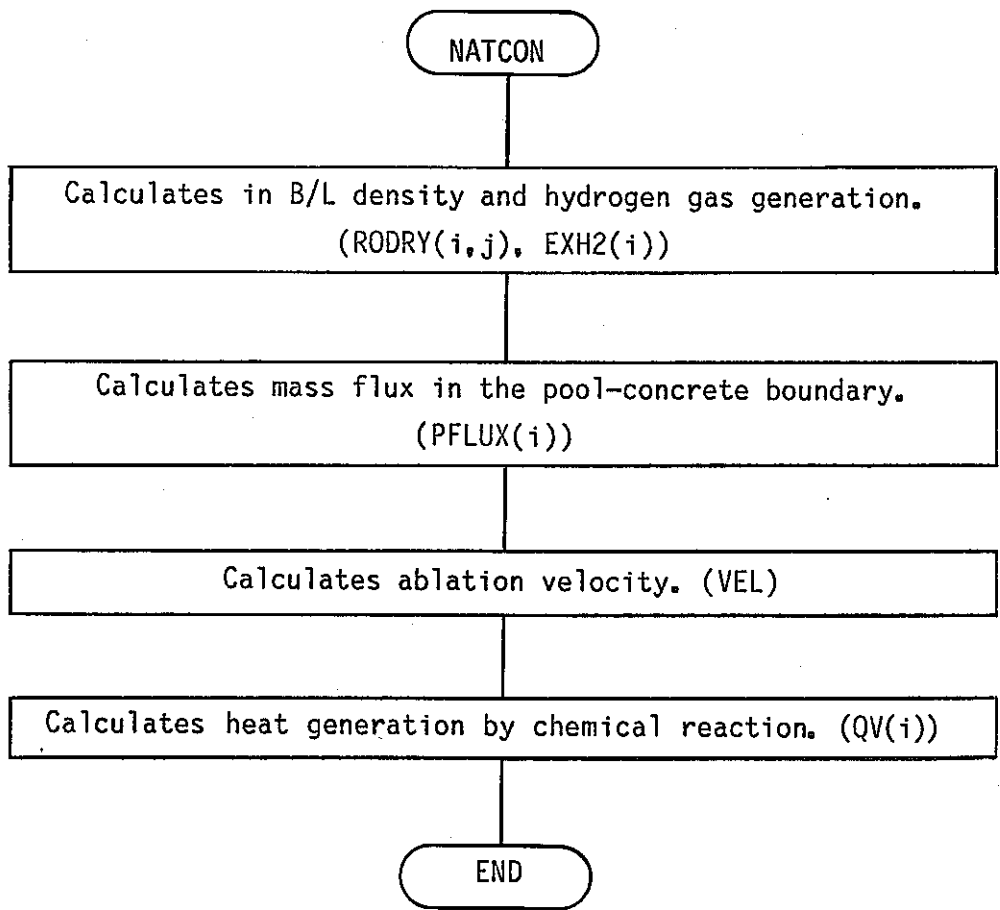 NATCON
Calculates in B/L density and hydrogen gas generation.
(RODRY(i,j), EXH2(i))
Calculates mass flux in the pool-concrete boundary.
(PFLUX(i))
Calculates ablation velocity. (VEL)
Calculates heat generation by chemical reaction. (QV(i))
END